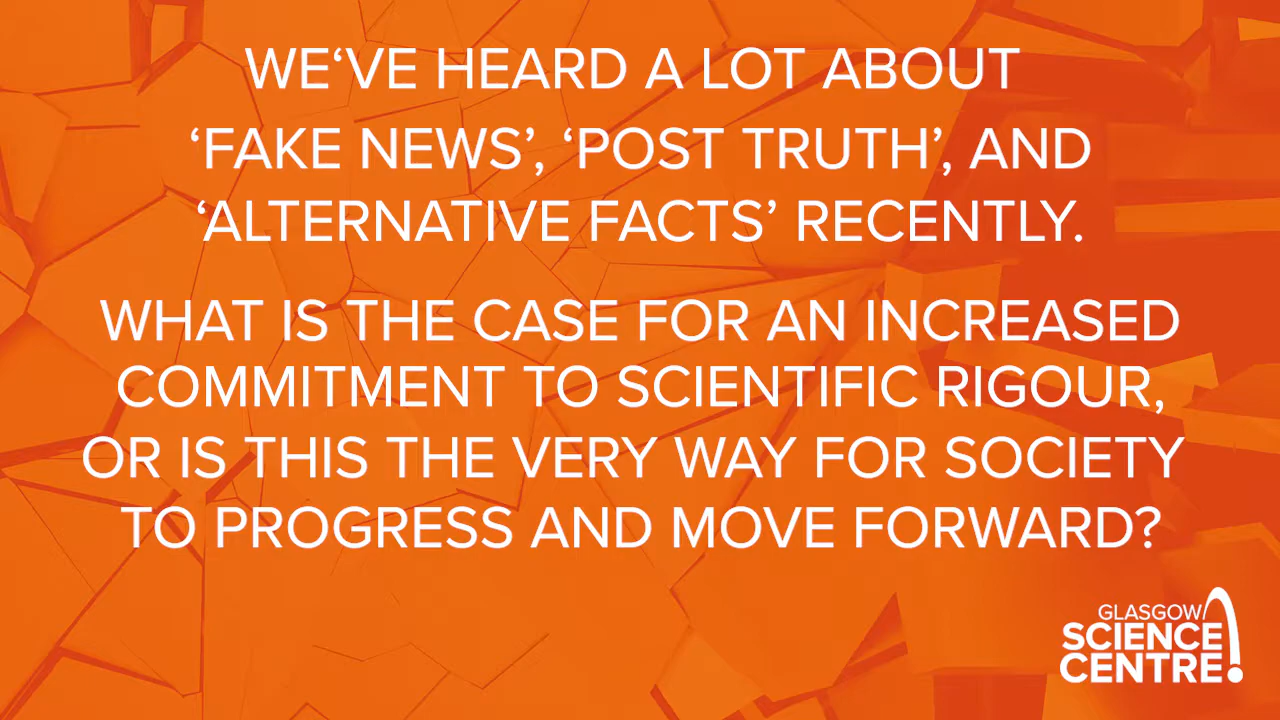 WE‘VE HEARD A LOT ABOUT
‘FAKE NEWS’, ‘POST TRUTH’, AND
‘ALTERNATIVE FACTS’ RECENTLY.
WHAT IS THE CASE FOR AN INCREASED
COMMITMENT TO SCIENTIFIC RIGOUR,
OR IS THIS THE VERY WAY FOR SOCIETY
TO PROGRESS AND MOVE FORWARD?
GLASGOW
SCIENCE
CENTRE!